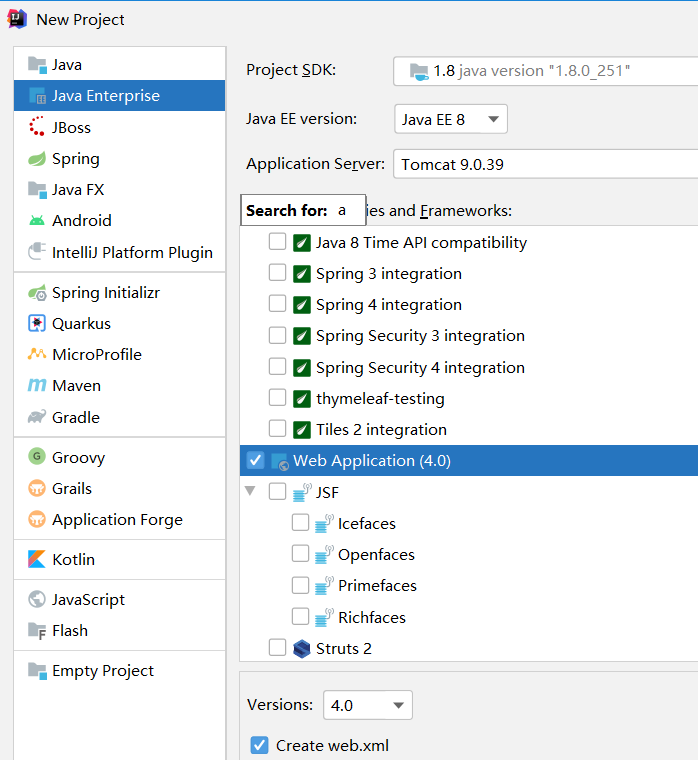 New Project
Java
Java Enterprise
JBoss
Spring
Java FX
Android
IntelliJ Platform Plugin
Spring Initializr
Quarkus
MicroProfile
Maven
Gradle
Groovy
Grails
Application Forge
Kotlin
JavaScript
Flash
Empty Project
Project SDK: 1.8 java version "1.8.0_251"
Java EE version: Java EE 8
Application Server: Tomcat 9.0.39
Search for: a ies and Frameworks:
Java 8 Time API compatibility
Spring 3 integration
Spring 4 integration
Spring Security 3 integration
Spring Security 4 integration
thymeleaf-testing
Tiles 2 integration
Web Application (4.0)
JSF
Icefaces
Openfaces
Primefaces
Richfaces
Struts 2
Versions: 4.0
Create web.xml